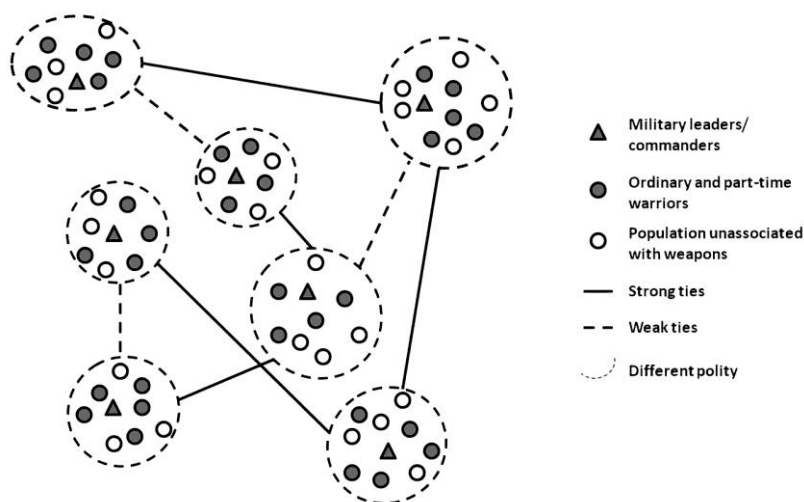 Military leaders/
commanders
Ordinary and part-time
warriors
Population unassociated
with weapons
Strong ties
Weak ties
Different polity